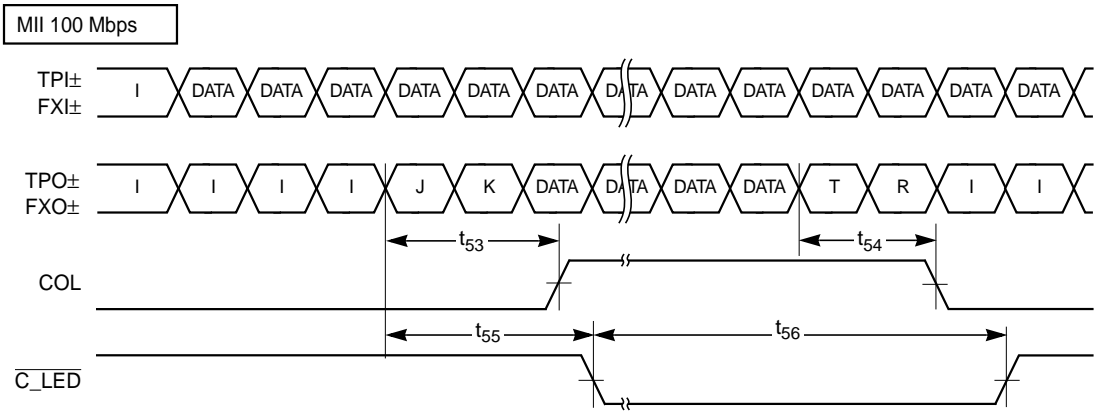 MII 100 Mbps
TPI±
FXI±
I DATA DATA DATA DATA DATA DATA DATA DATA DATA DATA DATA DATA DATA
TPO±
FXO±
I I I I J K DATA DATA DATA DATA T R I I
t53 t54
COL
t55 t56
C_LED